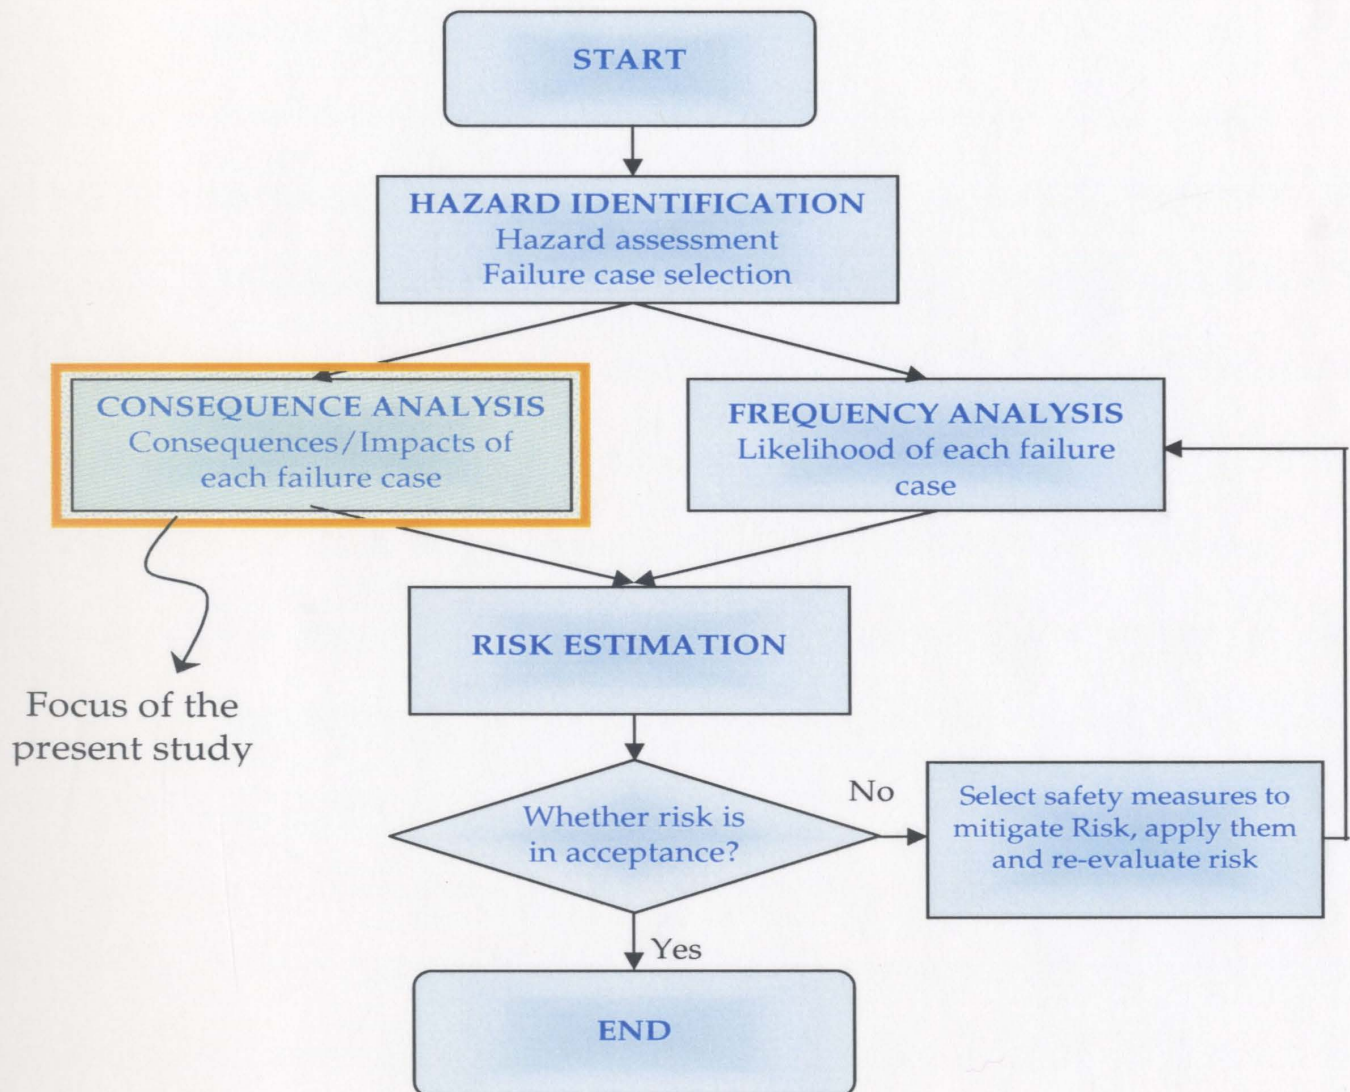 START
HAZARD IDENTIFICATION
Hazard assessment
Failure case selection
CONSEQUENCE ANALYSIS
Consequences/Impacts of
each failure case
FREQUENCY ANALYSIS
Likelihood of each failure
case
RISK ESTIMATION
Focus of the
present study
Whether risk is
in acceptance?
No
Select safety measures to
mitigate Risk, apply them
and re-evaluate risk
Yes
END